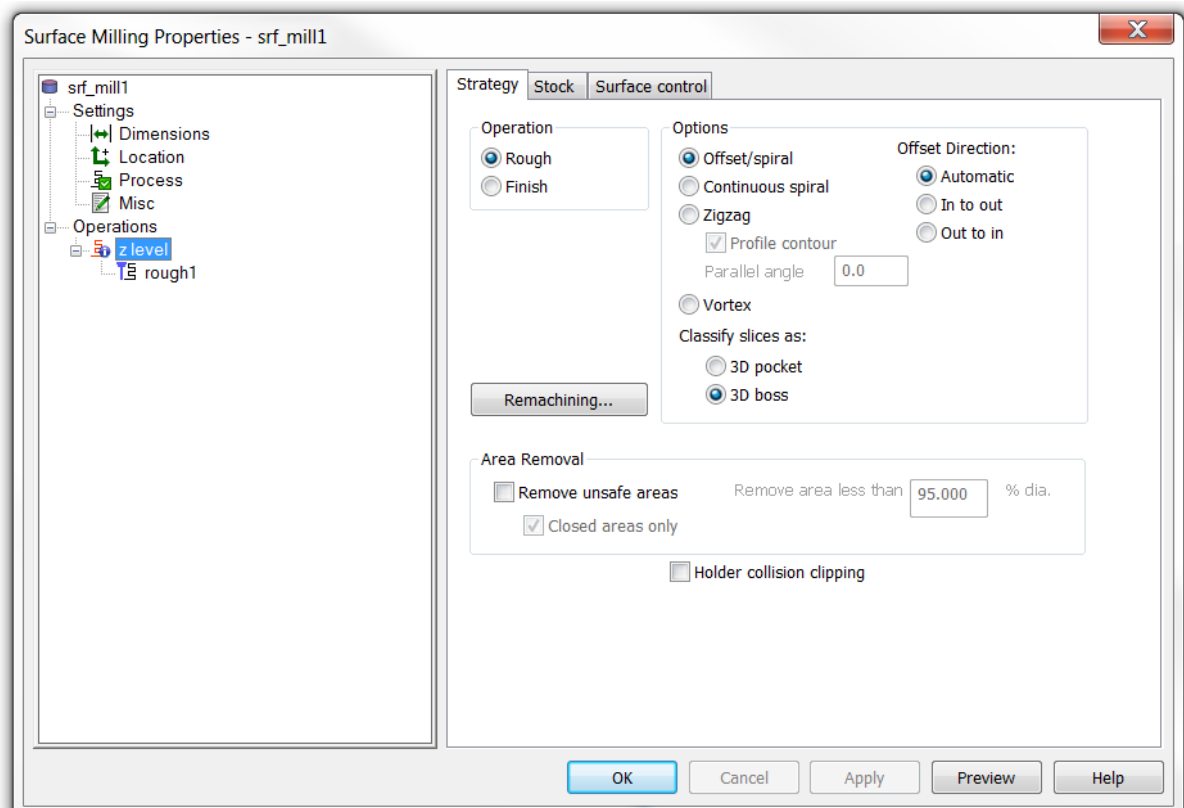 Surface Milling Properties - srf_mill1
srf_mill1
Settings
Dimensions
Location
Process
Misc
Operations
z level
rough1
Strategy
Stock
Surface control
Operation
Rough
Finish
Options
Offset/spiral
Continuous spiral
Zigzag
Profile contour
Parallel angle
0.0
Vortex
Classify slices as:
3D pocket
3D boss
Offset Direction:
Automatic
In to out
Out to in
Remachining...
Area Removal
Remove unsafe areas
Remove area less than 95.000 % dia.
Closed areas only
Holder collision clipping
OK
Cancel
Apply
Preview
Help